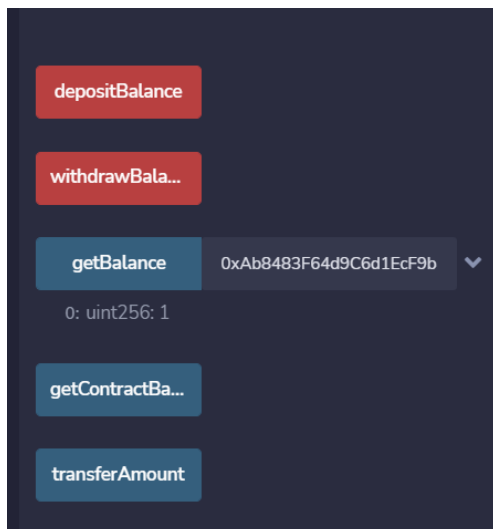 depositBalance
withdrawBala...
getBalance 0xAb8483F64d9C6d1EcF9b
0: uint256: 1
getContractBa...
transferAmount